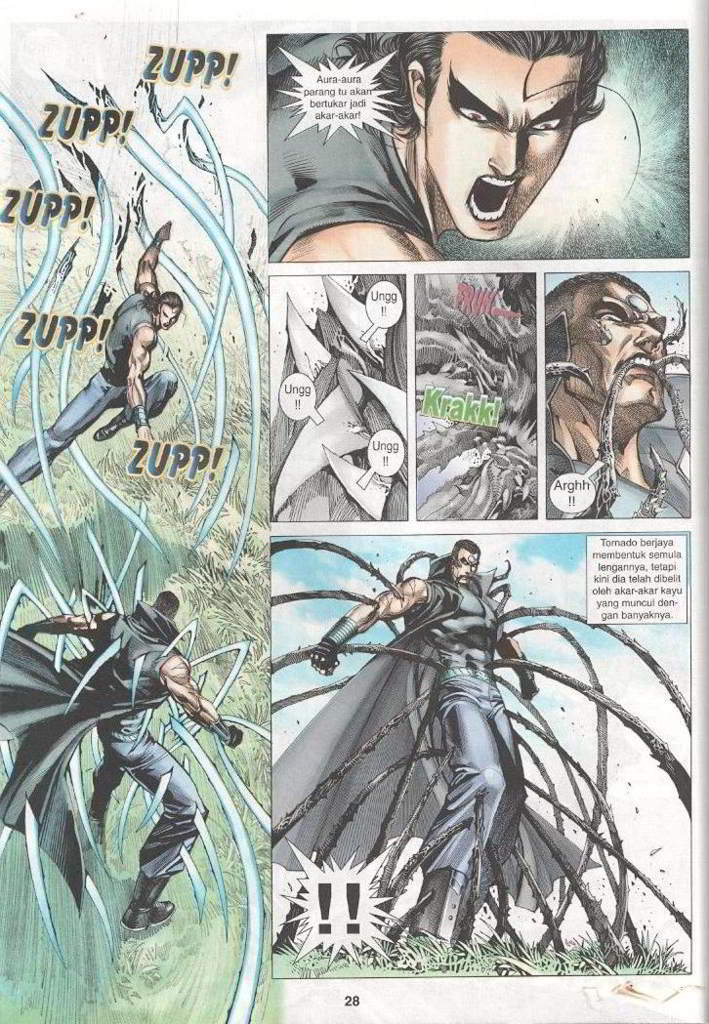 ZUPP!
ZUPP!
ZUPP!
ZUPP!
ZUPP!
Aura-aura
parang tu akan
bertukar jadi
akar-akar!
Ungg
!!
Ungg
!!
Ungg
!!
Krakk!
Arghh
!!
Tornado berjaya
membentuk semula
lengannya, tetapi
kini dia telah dibelit
oleh akar-akar kayu
yang muncul den-
gan banyaknya.
!!
28